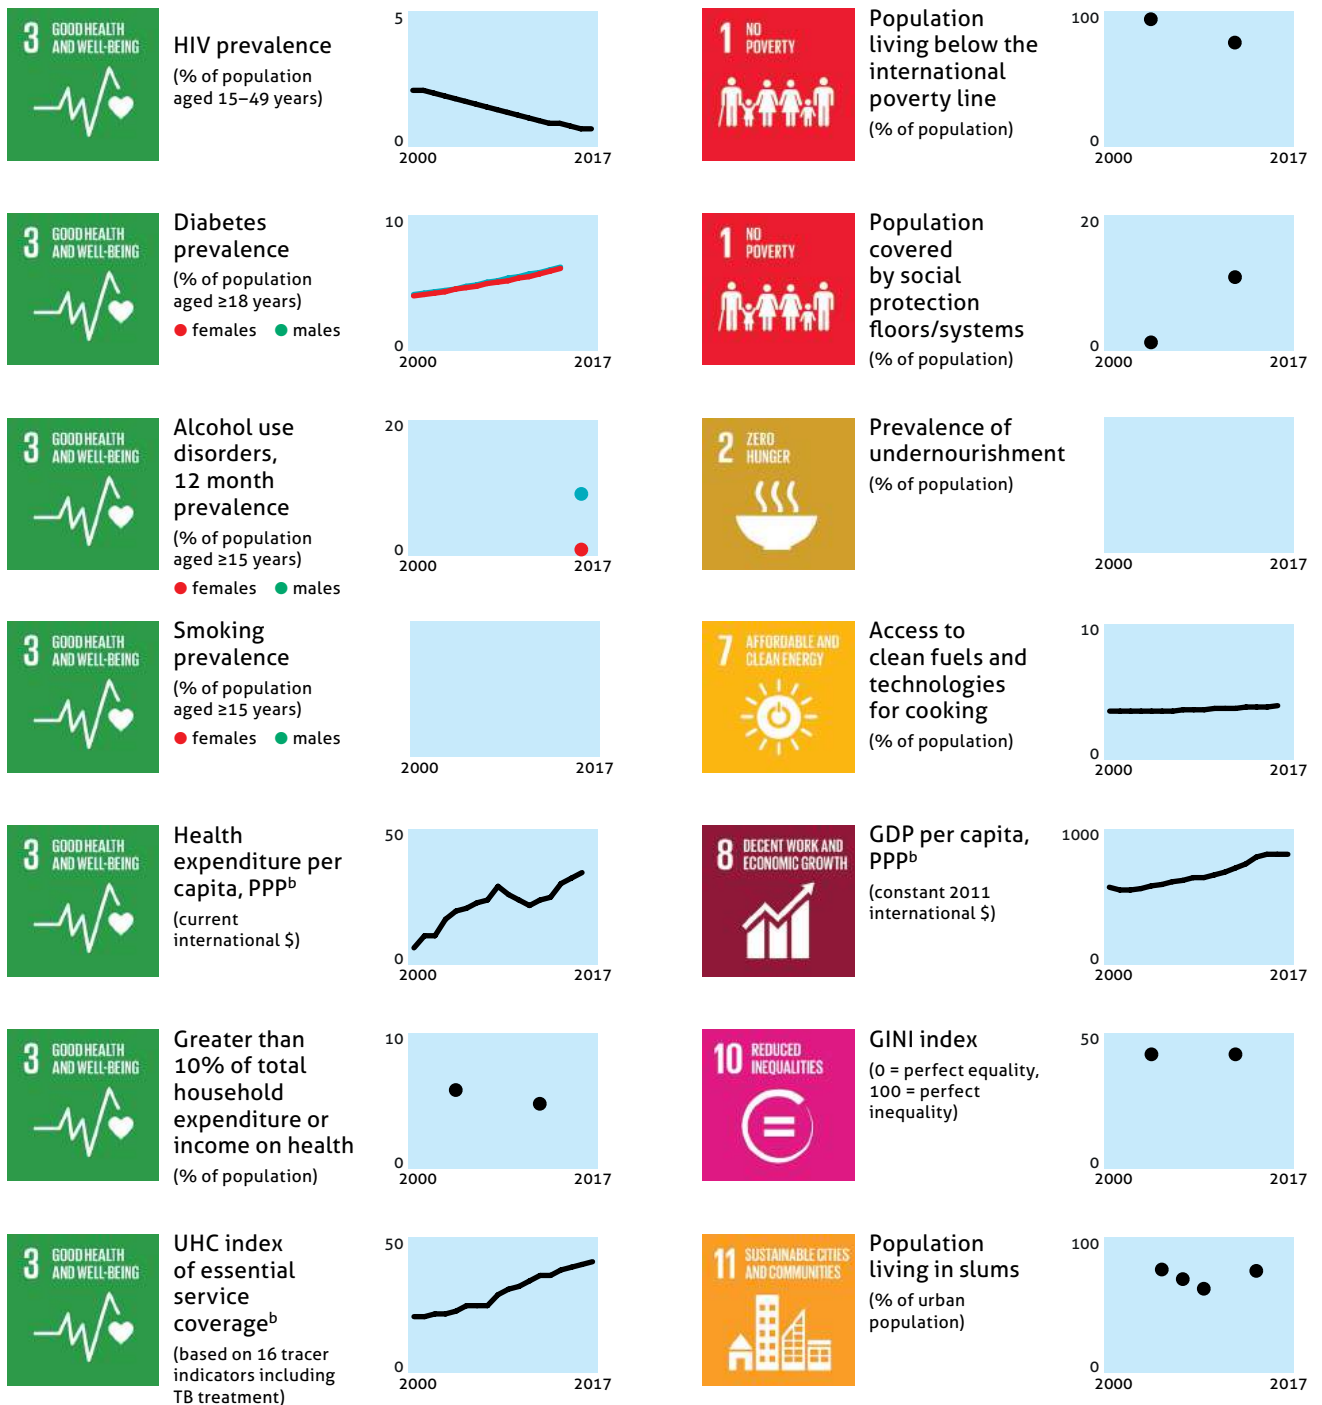 3 GOOD HEALTH
AND WELL-BEING
HIV prevalence
(% of population
aged 15–49 years)
5
0
2000 2017
1 NO
POVERTY
Population
living below the
international
poverty line
(% of population)
100
0
2000 2017
3 GOOD HEALTH
AND WELL-BEING
Diabetes
prevalence
(% of population
aged ≥18 years)
females males
10
0
2000 2017
1 NO
POVERTY
Population
covered
by social
protection
floors/systems
(% of population)
20
0
2000 2017
3 GOOD HEALTH
AND WELL-BEING
Alcohol use
disorders,
12 month
prevalence
(% of population
aged ≥15 years)
females males
20
0
2000 2017
2 ZERO
HUNGER
Prevalence of
undernourishment
(% of population)
2000 2017
3 GOOD HEALTH
AND WELL-BEING
Smoking
prevalence
(% of population
aged ≥15 years)
females males
2000 2017
7 AFFORDABLE AND
CLEAN ENERGY
Access to
clean fuels and
technologies
for cooking
(% of population)
10
0
2000 2017
3 GOOD HEALTH
AND WELL-BEING
Health
expenditure per
capita, PPPᵇ
(current
international $)
50
0
2000 2017
8 DECENT WORK AND
ECONOMIC GROWTH
GDP per capita,
PPPᵇ
(constant 2011
international $)
1000
0
2000 2017
3 GOOD HEALTH
AND WELL-BEING
Greater than
10% of total
household
expenditure or
income on health
(% of population)
10
0
2000 2017
10 REDUCED
INEQUALITIES
GINI index
(0 = perfect equality,
100 = perfect
inequality)
50
0
2000 2017
3 GOOD HEALTH
AND WELL-BEING
UHC index
of essential
service
coverageᵇ
(based on 16 tracer
indicators including
TB treatment)
50
0
2000 2017
11 SUSTAINABLE CITIES
AND COMMUNITIES
Population
living in slums
(% of urban
population)
100
0
2000 2017